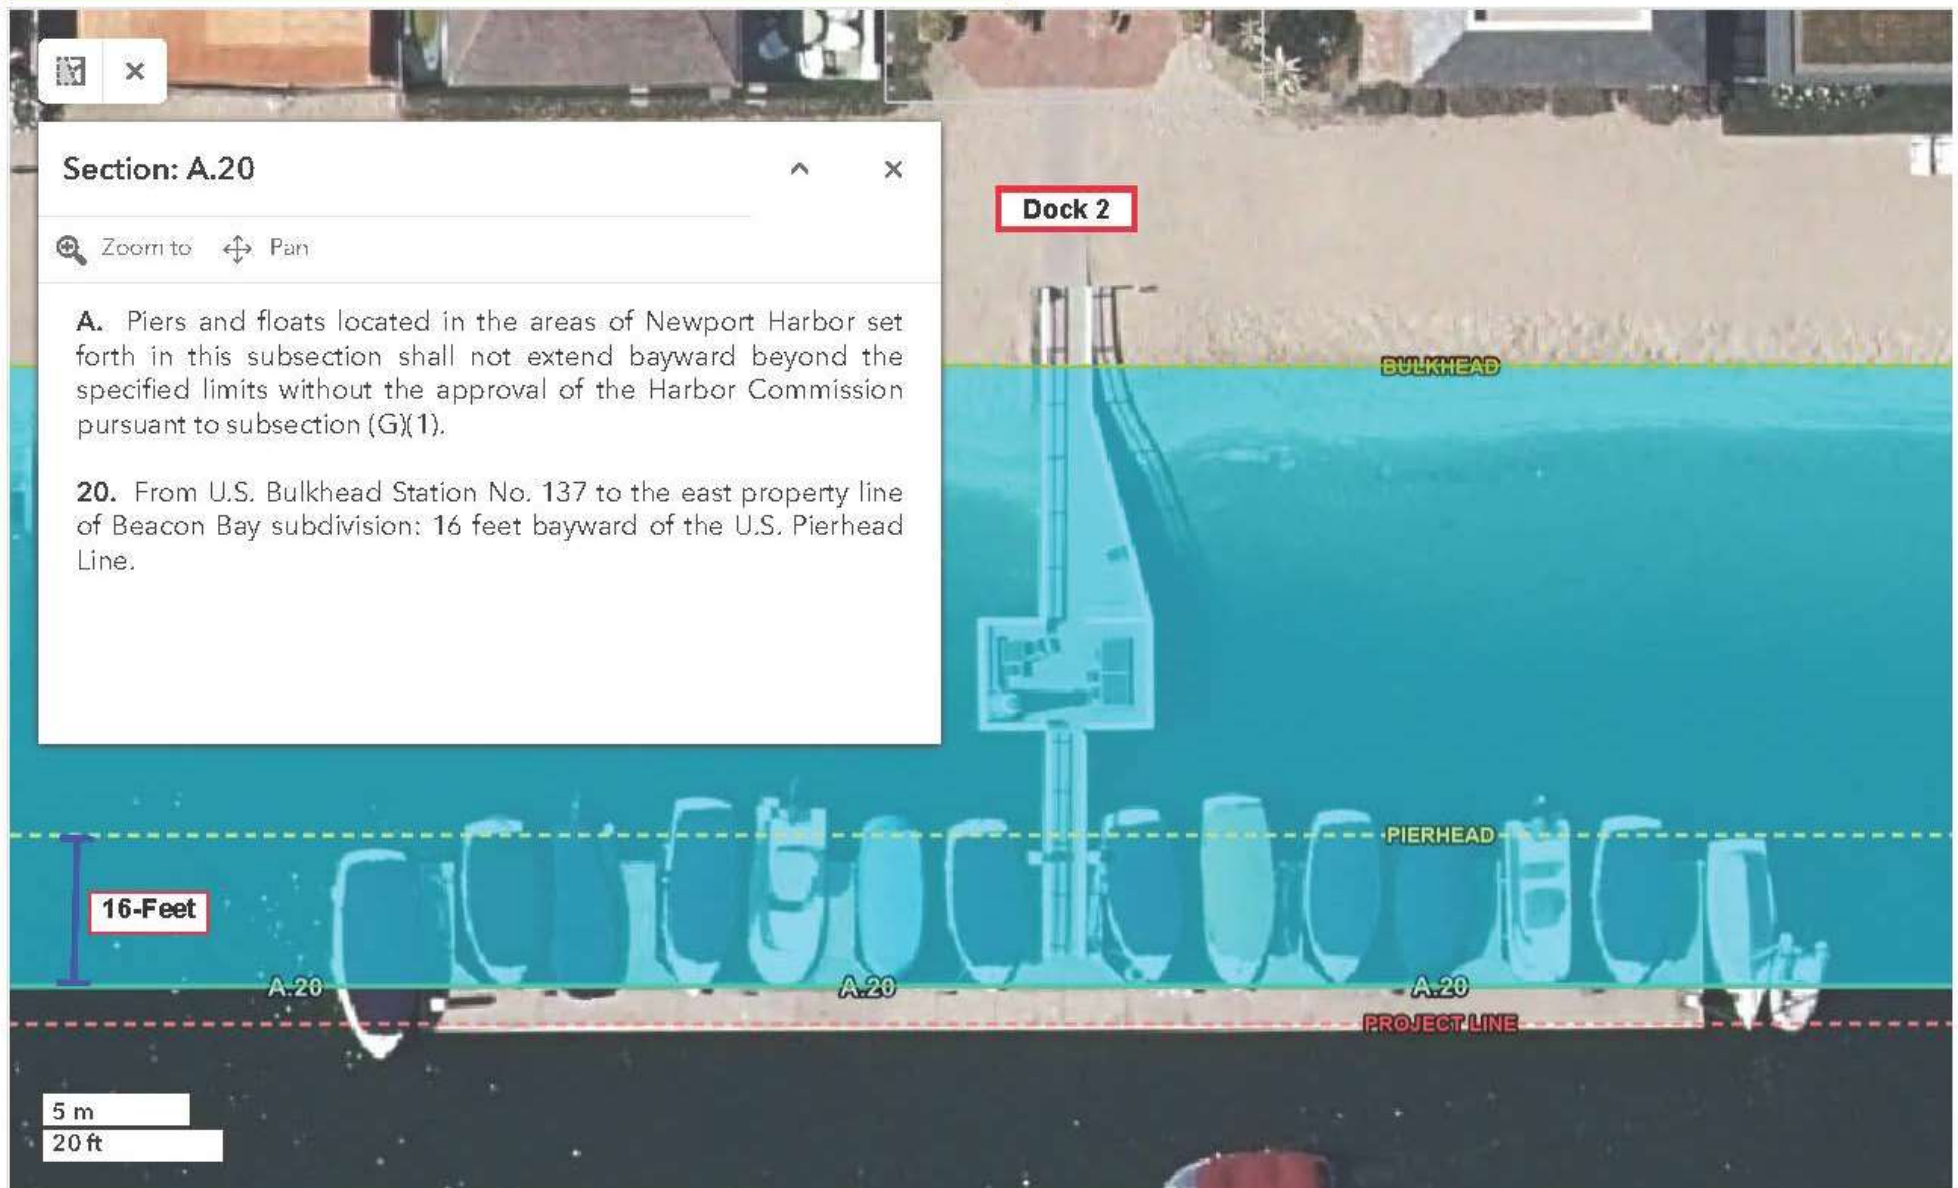 Section: A.20
Zoom to
Pan
A. Piers and floats located in the areas of Newport Harbor set
forth in this subsection shall not extend bayward beyond the
specified limits without the approval of the Harbor Commission
pursuant to subsection (G)(1).
20. From U.S. Bulkhead Station No. 137 to the east property line
of Beacon Bay subdivision: 16 feet bayward of the U.S. Pierhead
Line.
Dock 2
BULKHEAD
PIERHEAD
16-Feet
A.20
A.20
A.20
PROJECT LINE
5 m
20 ft